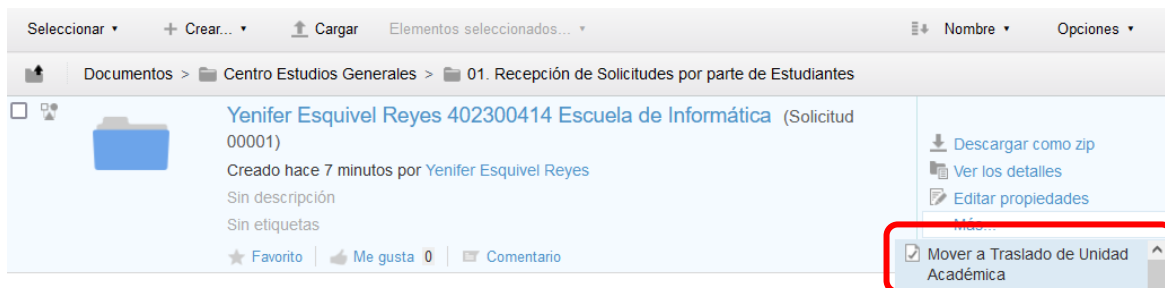 Seleccionar Crear... Cargar Elementos seleccionados... Nombre Opciones
Documentos > Centro Estudios Generales > 01. Recepción de Solicitudes por parte de Estudiantes
Yenifer Esquivel Reyes 402300414 Escuela de Informática (Solicitud
00001)
Creado hace 7 minutos por Yenifer Esquivel Reyes
Sin descripción
Sin etiquetas
Favorito Me gusta 0 Comentario
Descargar como zip
Ver los detalles
Editar propiedades
Más...
Mover a Traslado de Unidad
Académica